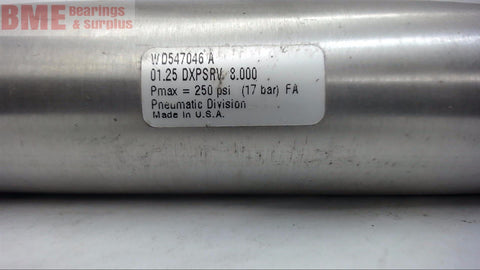 BME Bearings
& surplus
WD547046 A
01.25 DXPSRV 8.000
Pmax = 250 psi (17 bar) FA
Pneumatic Division
Made in U.S.A.